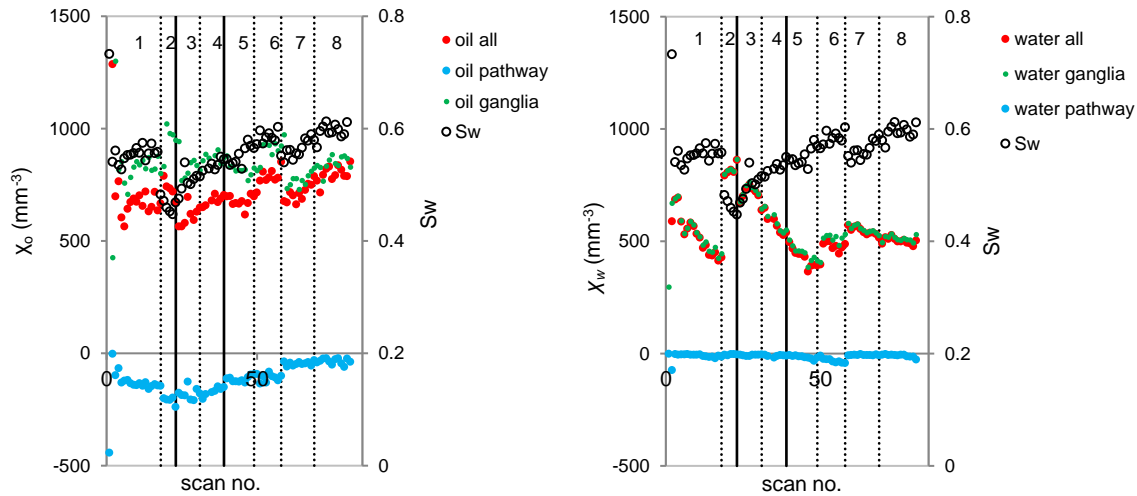 1500
1000
500
0
-500
0.8
0.6
0.4
0.2
0
0
50
1 2 3 4 5 6 7 8
Χₒ (mm⁻³)
Sw
scan no.
oil all
oil pathway
oil ganglia
Sw
1500
1000
500
0
-500
0.8
0.6
0.4
0.2
0
0
50
1 2 3 4 5 6 7 8
χw (mm⁻³)
Sw
scan no.
water all
water ganglia
water pathway
Sw